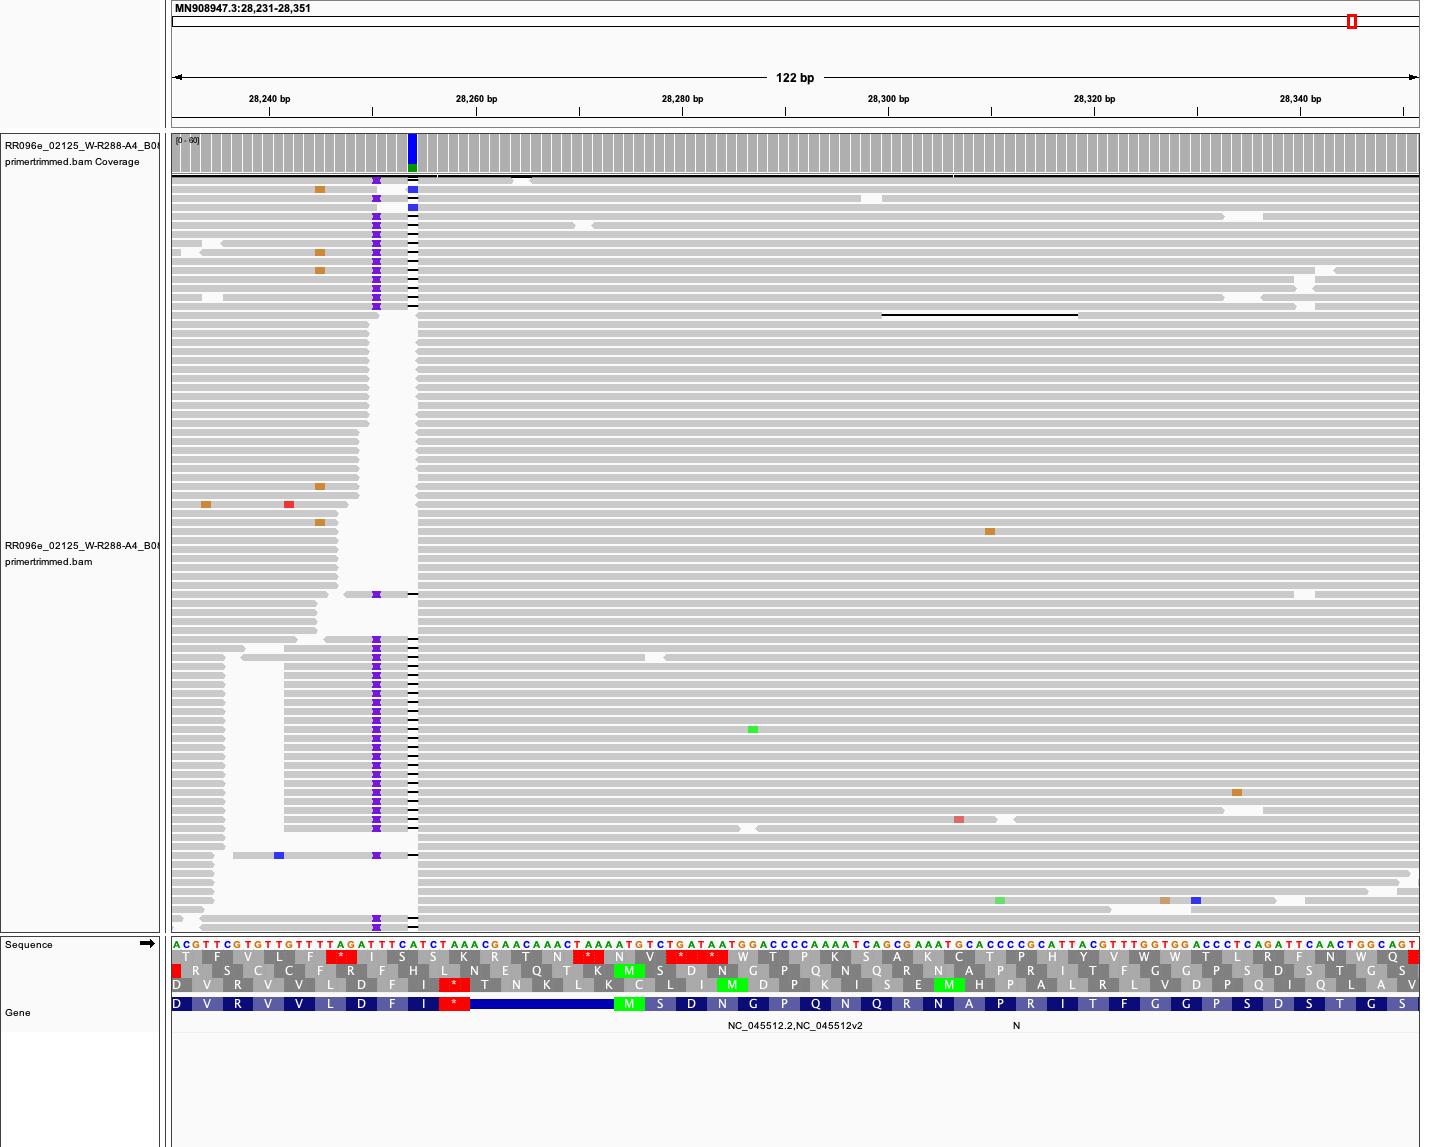 MN908947.3:28,231-28,351
122 bp
28,240 bp 28,260 bp 28,280 bp 28,300 bp 28,320 bp 28,340 bp
RR096e_02125_W-R288-A4_B0
primertrimmed.bam Coverage
[0 - 60]
RR096e_02125_W-R288-A4_B0
primertrimmed.bam
Sequence
ACGTTCGTGTTGTTTTAGATTTCATCTAAACGAACAAACTAAAATGTCTGATAATGGACCCCAAAATCAGCGAAATGCACCCCGCATTACGTTTGGTGGACCCTCAGATTCAACTGGCAGT
T F V L F * I S S K R T N * N V * * W T P K S A K C T P H Y V W W T L R F N W Q
R S C C F R F H L N E Q T K M S D N G P Q N Q R N A P R I T F G G P S D S T G S
D V R V V L D F I * T N K L K C L I M D P K I S E M H P A L R L V D P Q I Q L A V
Gene
D V R V V L D F I * M S D N G P Q N Q R N A P R I T F G G P S D S T G S
NC_045512.2,NC_045512v2 N